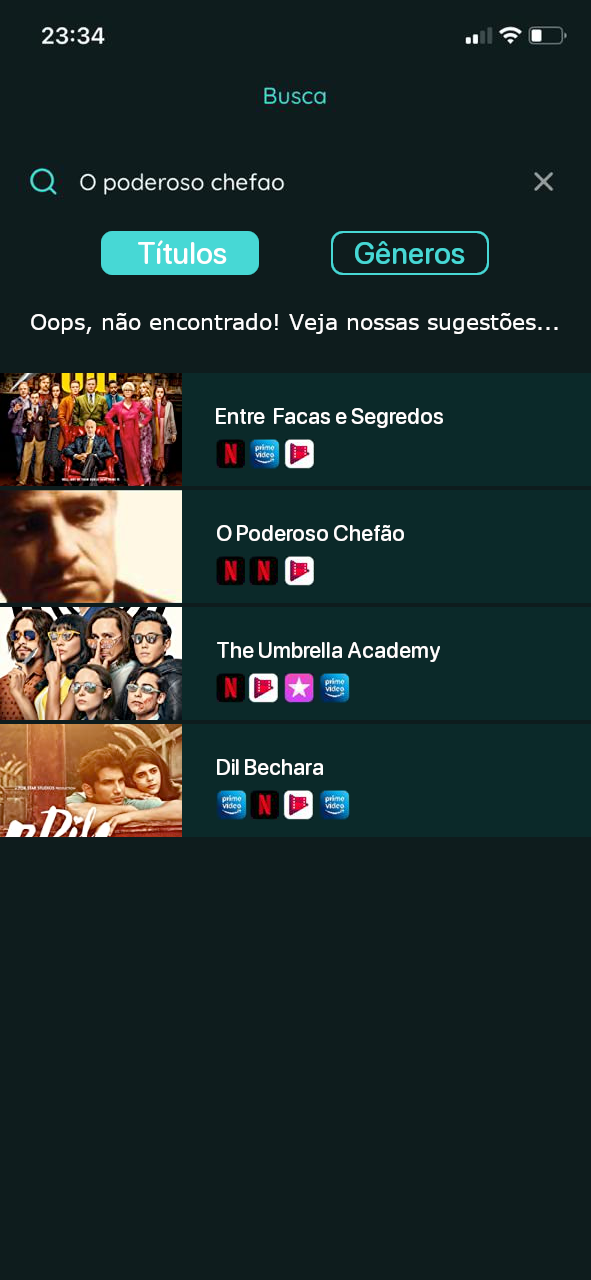 23:34
Busca
O poderoso chefao
Títulos
Gêneros
Oops, não encontrado! Veja nossas sugestões...
Entre Facas e Segredos
N prime video
O Poderoso Chefão
N N
The Umbrella Academy
N prime video
Dil Bechara
prime video N prime video